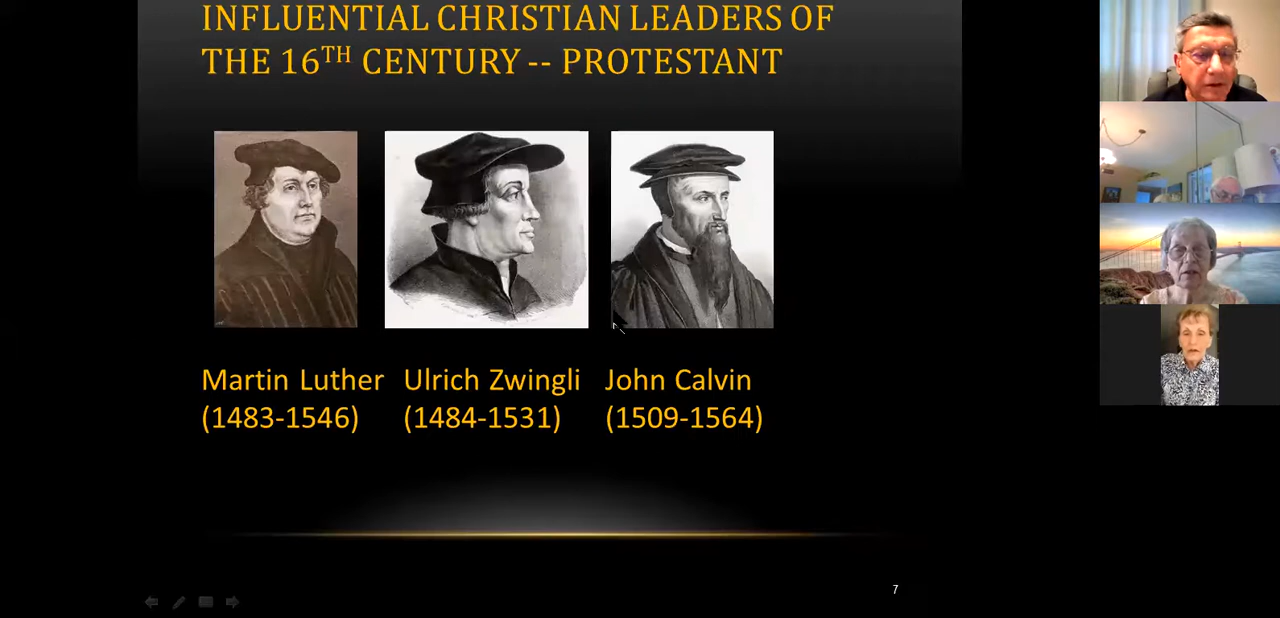 INFLUENTIAL CHRISTIAN LEADERS OF
THE 16TH CENTURY -- PROTESTANT
Martin Luther
(1483-1546)
Ulrich Zwingli
(1484-1531)
John Calvin
(1509-1564)
7